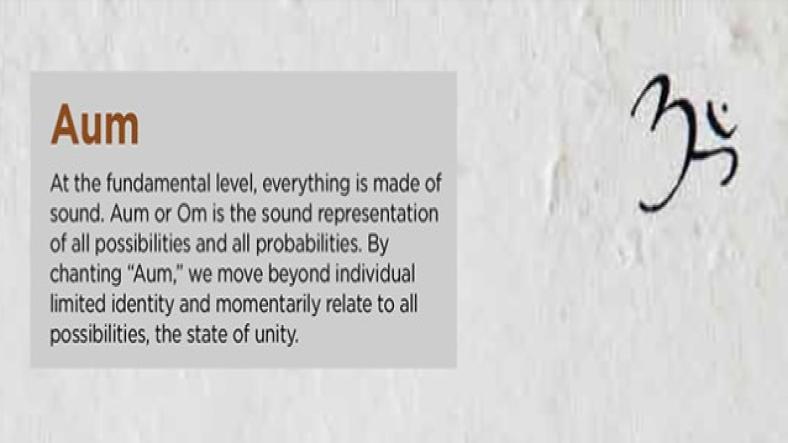 Aum
At the fundamental level, everything is made of
sound. Aum or Om is the sound representation
of all possibilities and all probabilities. By
chanting “Aum,” we move beyond individual
limited identity and momentarily relate to all
possibilities, the state of unity.
ॐ